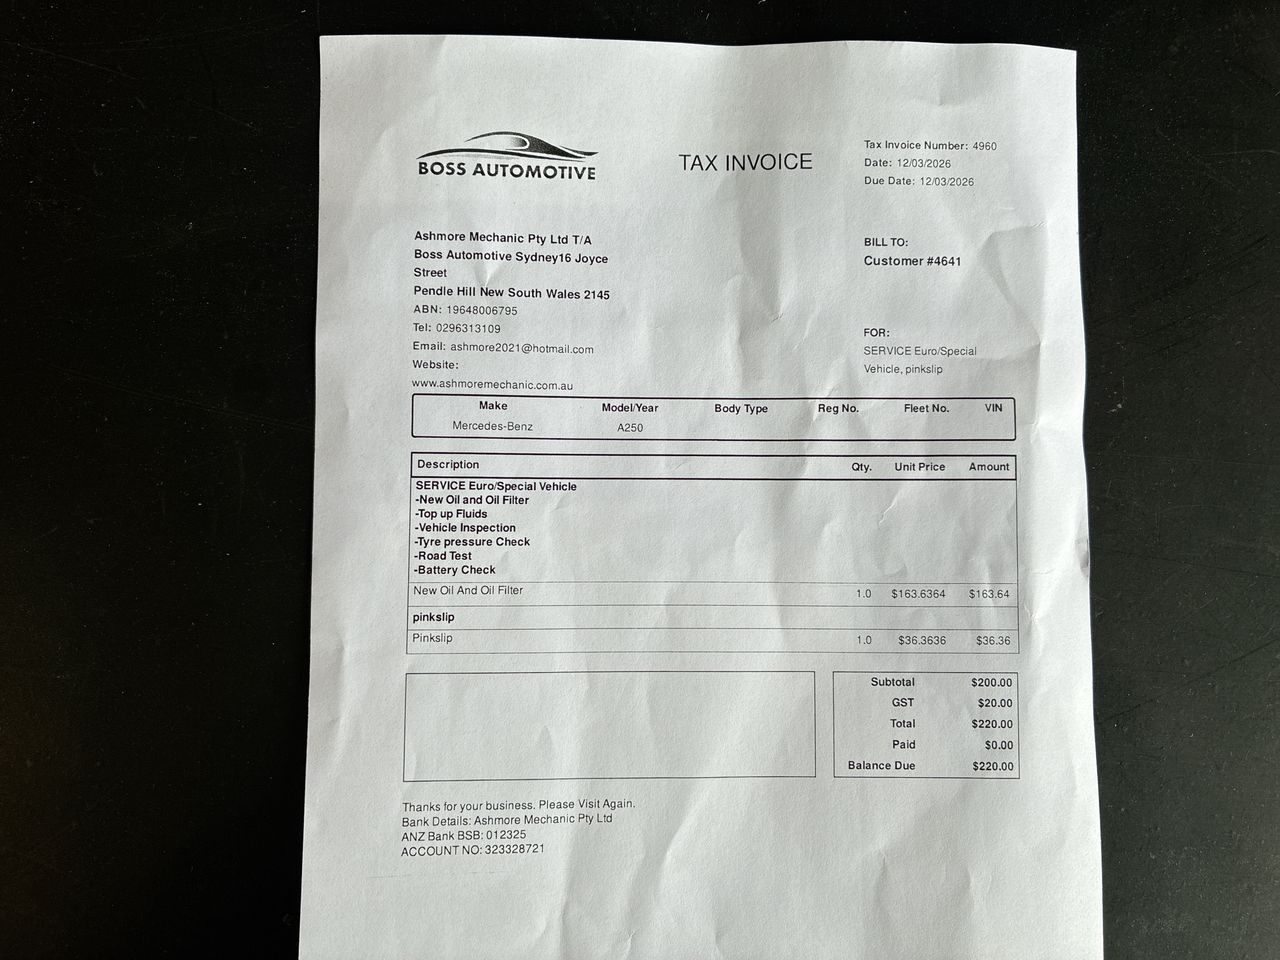 BOSS AUTOMOTIVE
TAX INVOICE
Tax Invoice Number: 4960
Date: 12/03/2026
Due Date: 12/03/2026
Ashmore Mechanic Pty Ltd T/A
Boss Automotive Sydney16 Joyce
Street
Pendle Hill New South Wales 2145
ABN: 19648006795
Tel: 0296313109
Email: ashmore2021@hotmail.com
Website:
www.ashmoremechanic.com.au
BILL TO:
Customer #4641
FOR:
SERVICE Euro/Special
Vehicle, pinkslip
Make Model/Year Body Type Reg No. Fleet No. VIN
Mercedes-Benz A250
Description Qty. Unit Price Amount
SERVICE Euro/Special Vehicle
-New Oil and Oil Filter
-Top up Fluids
-Vehicle Inspection
-Tyre pressure Check
-Road Test
-Battery Check
New Oil And Oil Filter 1.0 $163.6364 $163.64
pinkslip
Pinkslip 1.0 $36.3636 $36.36
Subtotal $200.00
GST $20.00
Total $220.00
Paid $0.00
Balance Due $220.00
Thanks for your business. Please Visit Again.
Bank Details: Ashmore Mechanic Pty Ltd
ANZ Bank BSB: 012325
ACCOUNT NO: 323328721